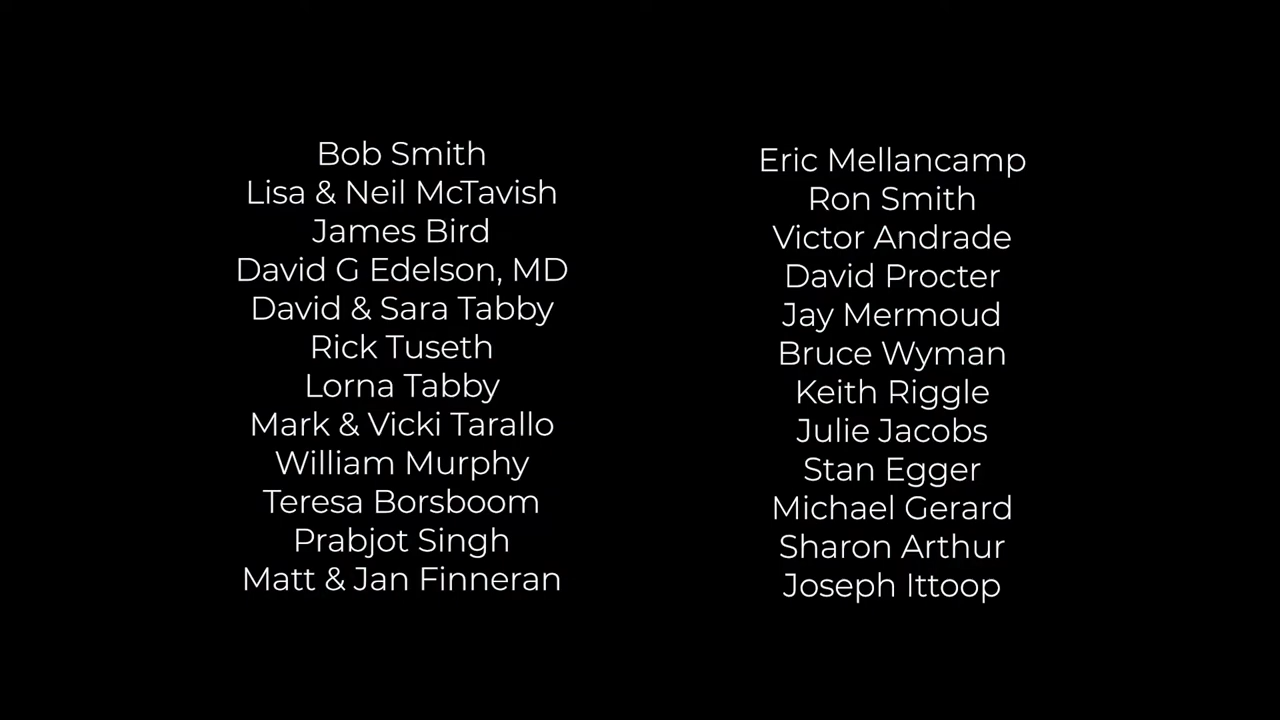 Bob Smith
Lisa & Neil McTavish
James Bird
David G Edelson, MD
David & Sara Tabby
Rick Tuseth
Lorna Tabby
Mark & Vicki Tarallo
William Murphy
Teresa Borsboom
Prabjot Singh
Matt & Jan Finneran
Eric Mellancamp
Ron Smith
Victor Andrade
David Procter
Jay Mermoud
Bruce Wyman
Keith Riggle
Julie Jacobs
Stan Egger
Michael Gerard
Sharon Arthur
Joseph Ittoop